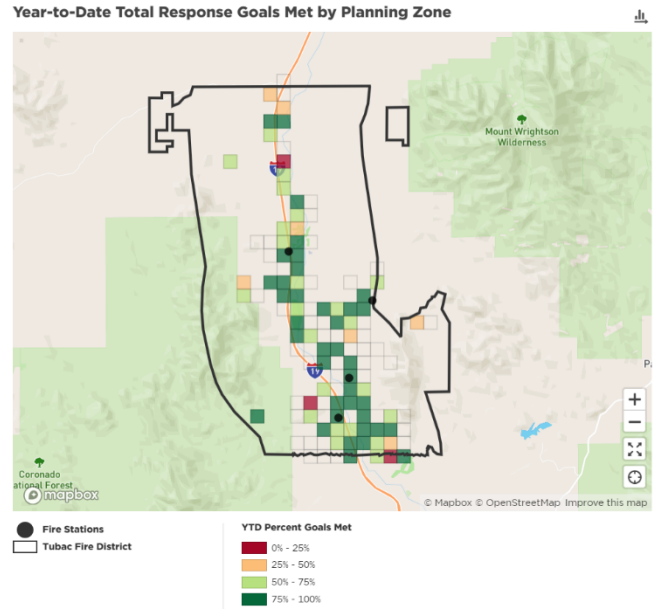 Year-to-Date Total Response Goals Met by Planning Zone
Mount Wrightson
Wilderness
19
Coronado
ational Forest
mapbox
© Mapbox © OpenStreetMap Improve this map
Fire Stations
Tubac Fire District
YTD Percent Goals Met
0% - 25%
25% - 50%
50% - 75%
75% - 100%